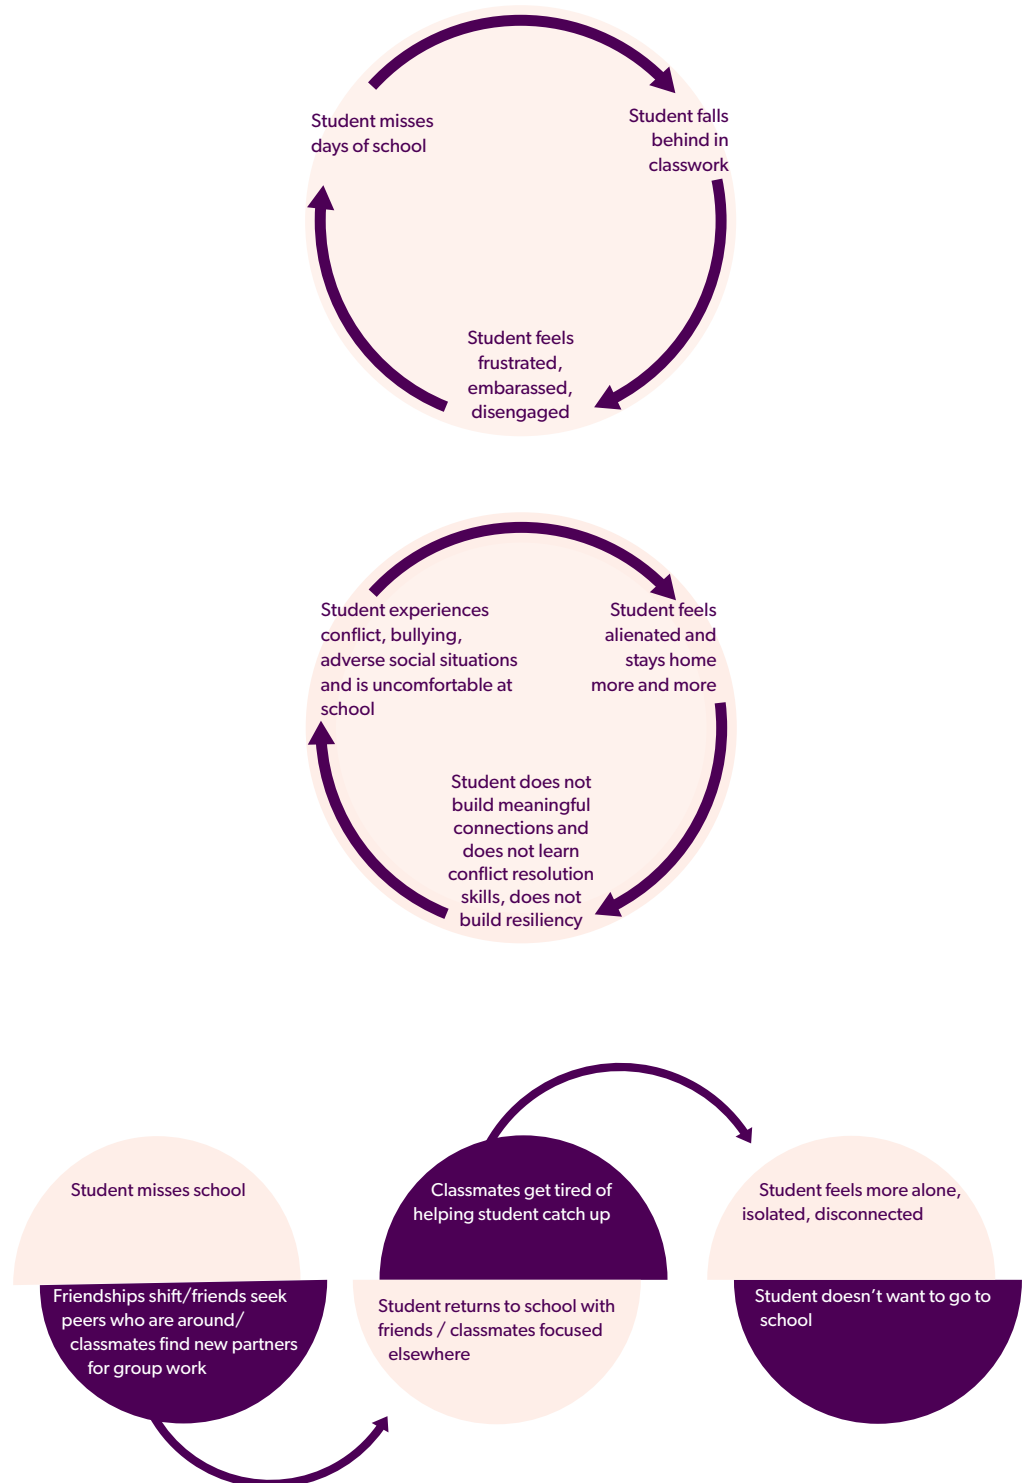 Student misses
days of school
Student falls
behind in
classwork
Student feels
frustrated,
embarassed,
disengaged
Student experiences
conflict, bullying,
adverse social situations
and is uncomfortable at
school
Student feels
alienated and
stays home
more and more
Student does not
build meaningful
connections and
does not learn
conflict resolution
skills, does not
build resiliency
Student misses school
Friendships shift/friends seek
peers who are around/
classmates find new partners
for group work
Classmates get tired of
helping student catch up
Student returns to school with
friends / classmates focused
elsewhere
Student feels more alone,
isolated, disconnected
Student doesn’t want to go to
school